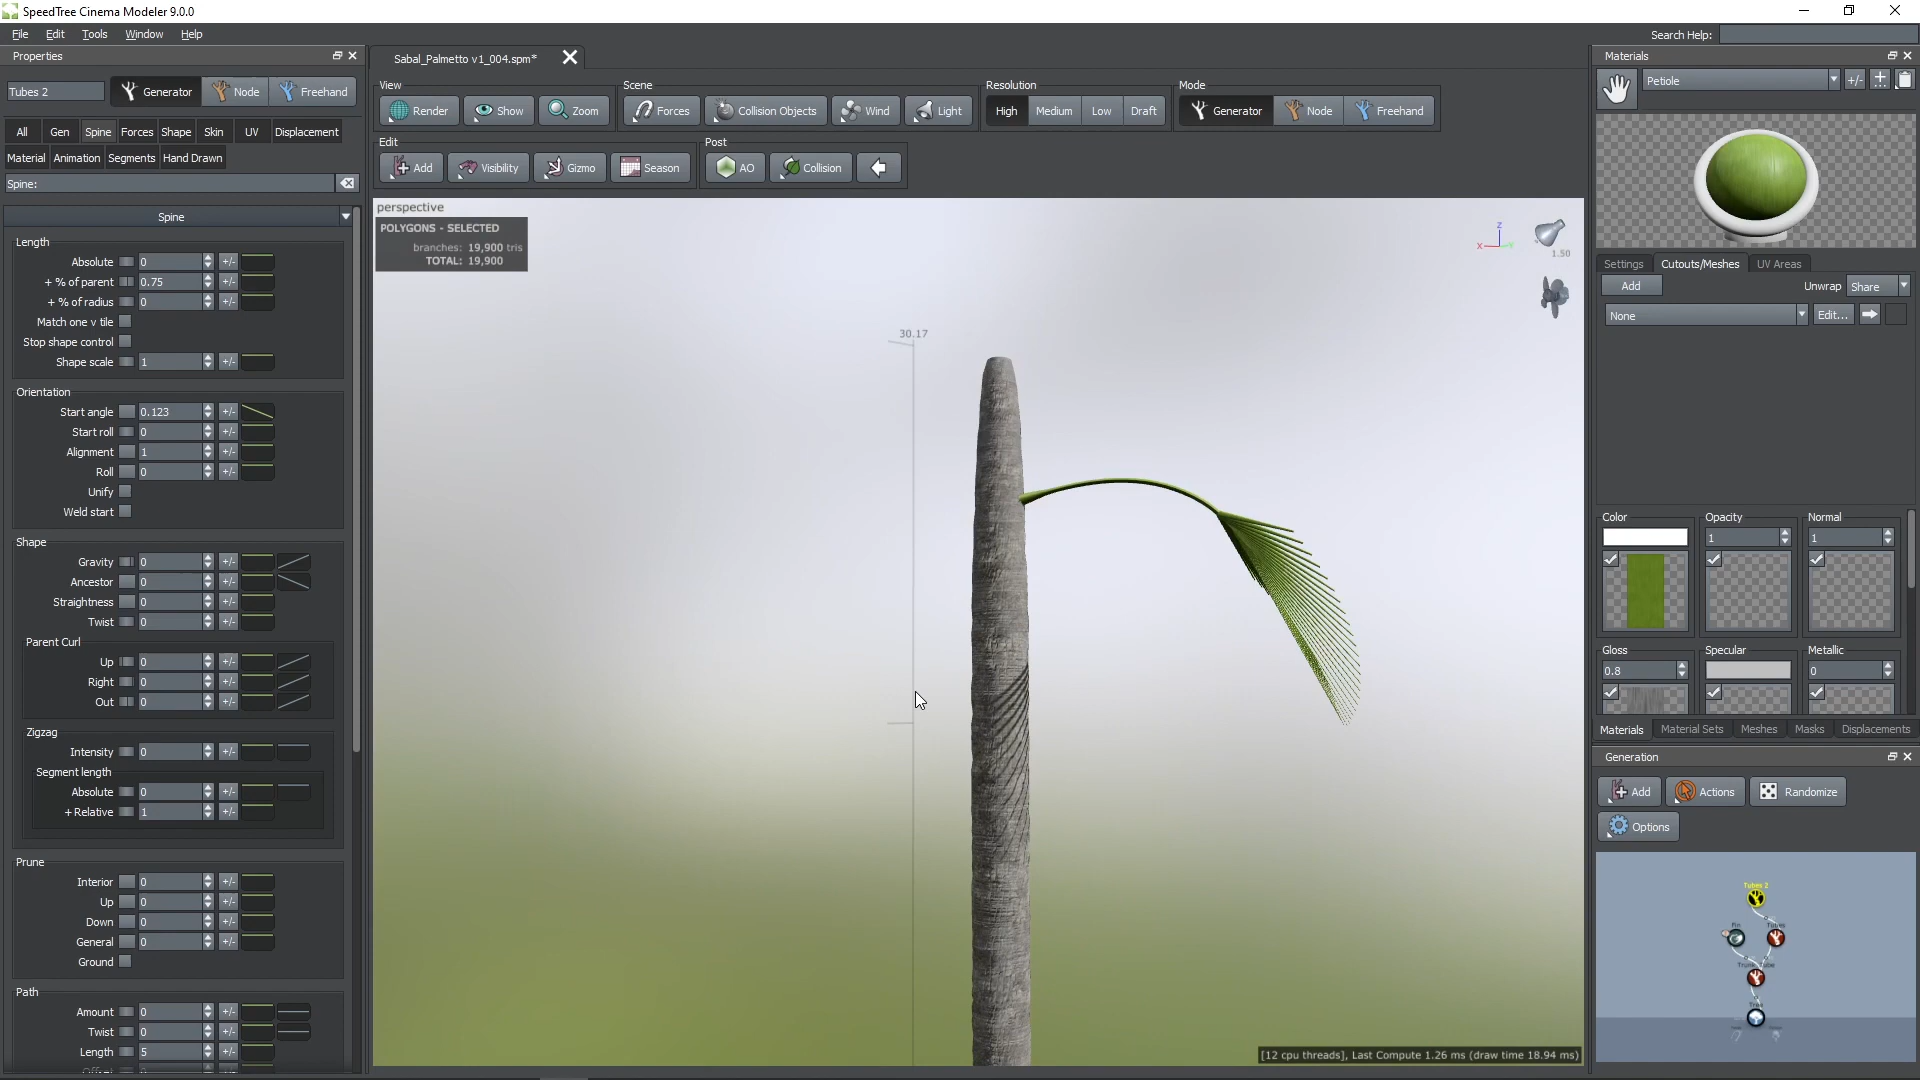 SpeedTree Cinema Modeler 9.0.0
File Edit Tools Window Help
Search Help:
Properties
Sabal_Palmetto v1_004.spm*
Materials
Tubes 2 Generator Node Freehand
All Gen Spine Forces Shape Skin UV Displacement
Material Animation Segments Hand Drawn
Spine:
View Scene Resolution Mode
Render Show Zoom Forces Collision Objects Wind Light High Medium Low Draft Generator Node Freehand
Edit Post
Add Visibility Gizmo Season AO Collision
Spine
Length
Absolute 0 +/-
+ % of parent 0.75 +/-
+ % of radius 0 +/-
Match one v tile
Stop shape control
Shape scale 1 +/-
Orientation
Start angle 0.123 +/-
Start roll 0 +/-
Alignment 1 +/-
Roll 0 +/-
Unify
Weld start
Shape
Gravity 0 +/-
Ancestor 0 +/-
Straightness 0 +/-
Twist 0 +/-
Parent Curl
Up 0 +/-
Right 0 +/-
Out 0 +/-
Zigzag
Intensity 0 +/-
Segment length
Absolute 0 +/-
+ Relative 1 +/-
Prune
Interior 0 +/-
Up 0 +/-
Down 0 +/-
General 0 +/-
Ground
Path
Amount 0 +/-
Twist 0 +/-
Length 5 +/-
perspective
POLYGONS - SELECTED
branches: 19,900 tris
TOTAL: 19,900
z
x
1.50
30.17
[12 cpu threads], Last Compute 1.26 ms (draw time 18.94 ms)
Petiole +/-
Settings Cutouts/Meshes UV Areas
Add Unwrap Share
None Edit...
Color Opacity Normal
1 1
Gloss Specular Metallic
0.8 0
Materials Material Sets Meshes Masks Displacements
Generation
Add Actions Randomize
Options
Tubes 2
Fin Tubes
Tree